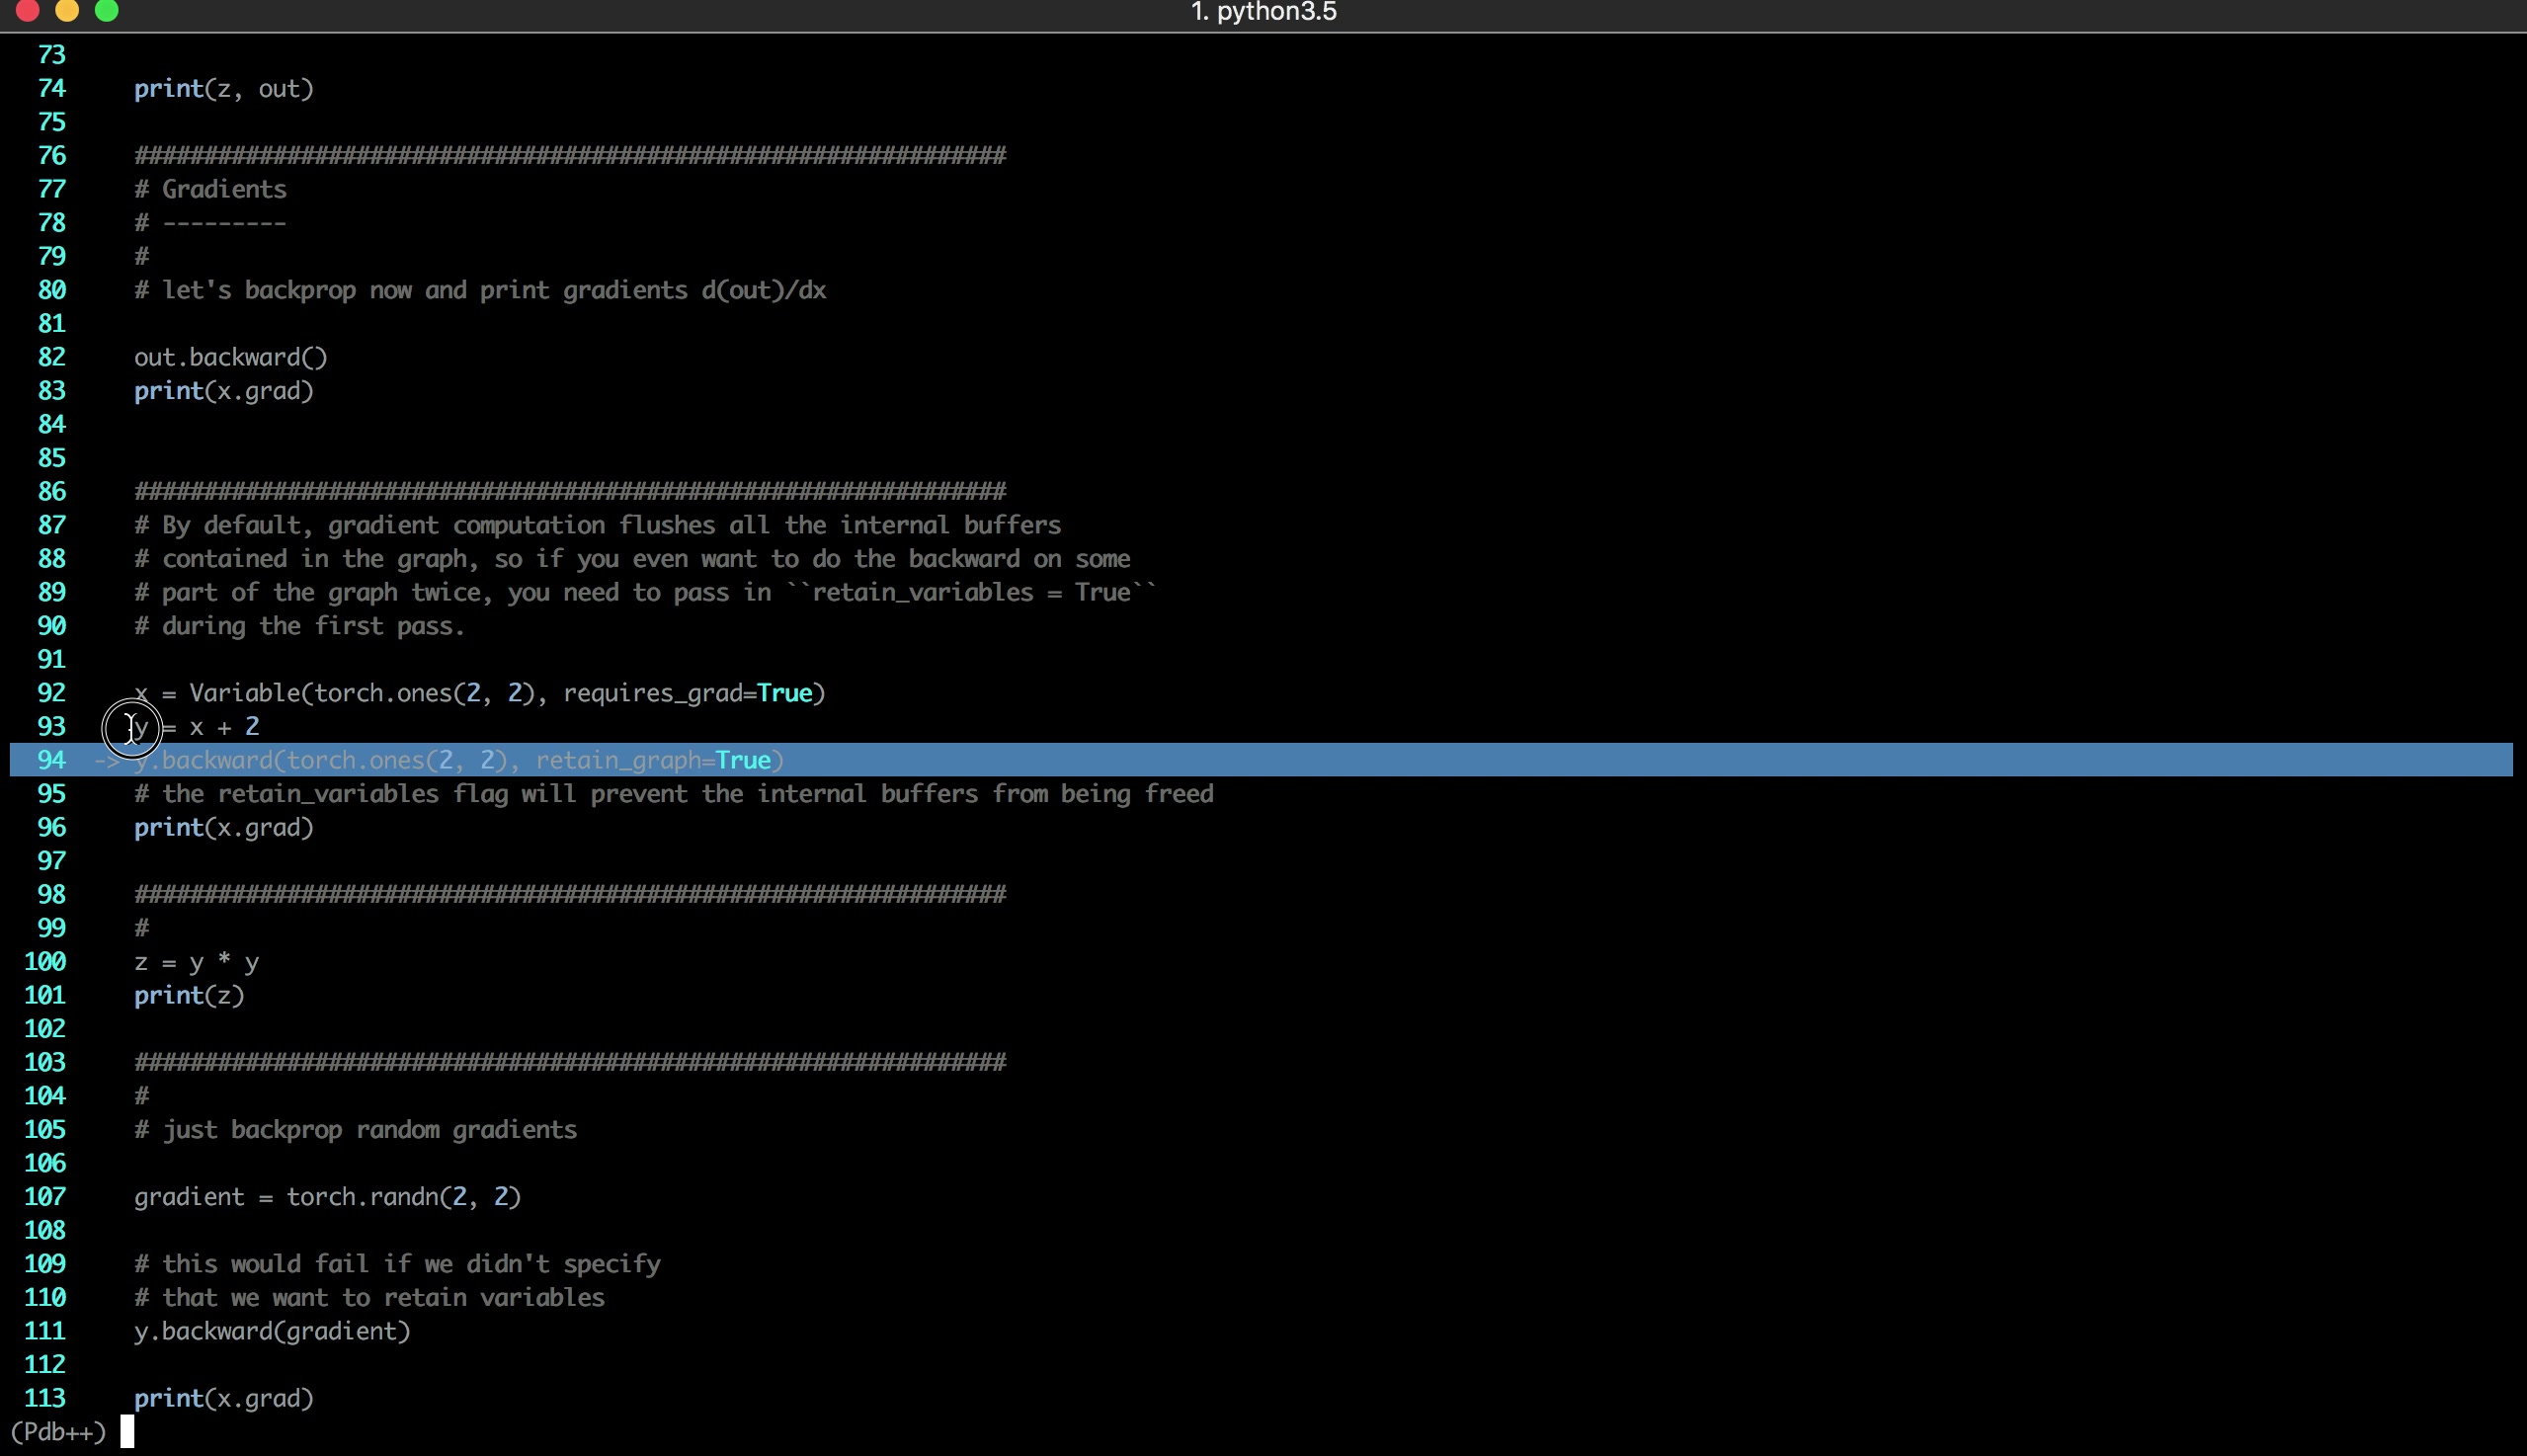 1. python3.5
73
74 print(z, out)
75
76 ###############################################################
77 # Gradients
78 # ---------
79 #
80 # let's backprop now and print gradients d(out)/dx
81
82 out.backward()
83 print(x.grad)
84
85
86 ###############################################################
87 # By default, gradient computation flushes all the internal buffers
88 # contained in the graph, so if you even want to do the backward on some
89 # part of the graph twice, you need to pass in ``retain_variables = True``
90 # during the first pass.
91
92 x = Variable(torch.ones(2, 2), requires_grad=True)
93 y = x + 2
94 -> y.backward(torch.ones(2, 2), retain_graph=True)
95 # the retain_variables flag will prevent the internal buffers from being freed
96 print(x.grad)
97
98 ###############################################################
99 #
100 z = y * y
101 print(z)
102
103 ###############################################################
104 #
105 # just backprop random gradients
106
107 gradient = torch.randn(2, 2)
108
109 # this would fail if we didn't specify
110 # that we want to retain variables
111 y.backward(gradient)
112
113 print(x.grad)
(Pdb++)